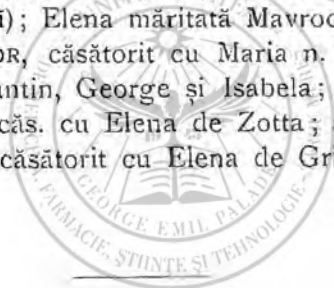 i); Elena măritată Mavroc
OR, căsătorit cu Maria n.
ntin, George și Isabela;
căs. cu Elena de Zotta;
căsătorit cu Elena de Gr
GEORGE EMIL PALADE
FARMACIE, ȘTIINȚE ȘI TEHNOLOGIE